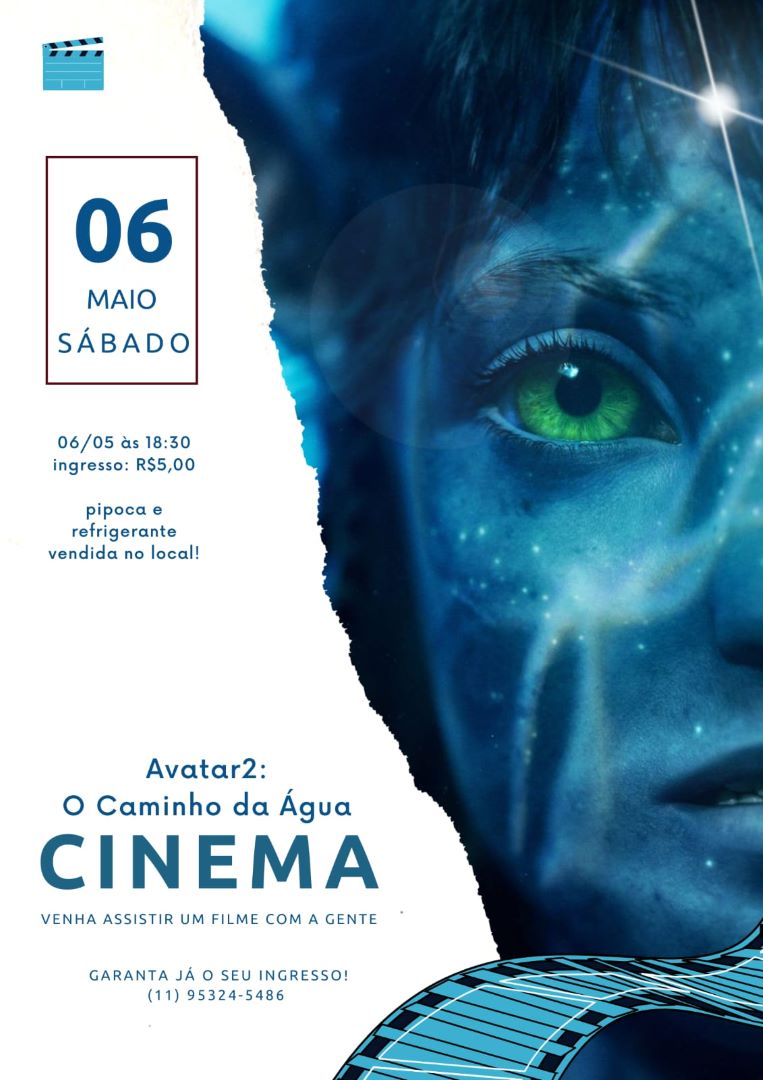 06
MAIO
SÁBADO
06/05 às 18:30
ingresso: R$5,00
pipoca e
refrigerante
vendida no local!
Avatar2:
O Caminho da Água
CINEMA
VENHA ASSISTIR UM FILME COM A GENTE
GARANTA JÁ O SEU INGRESSO!
(11) 95324-5486